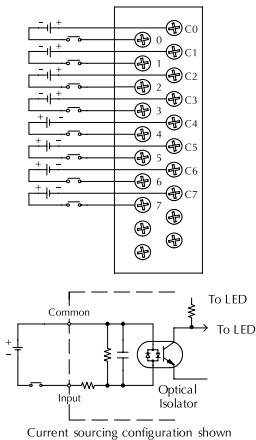 - + C0
0
- + C1
1
- + C2
2
- + C3
3
+ - C4
4
+ - C5
5
+ - C6
6
+ - C7
7
To LED
Common
To LED
+
-
Input
Optical
Isolator
Current sourcing configuration shown